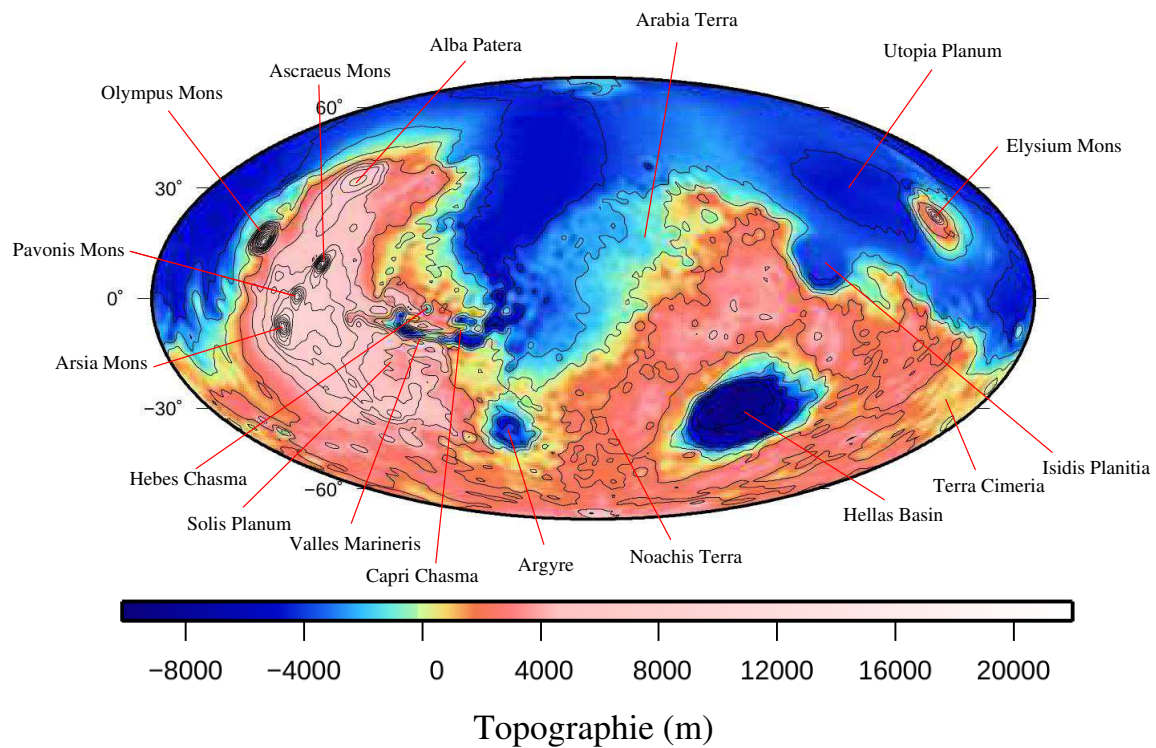 Arabia Terra
Alba Patera
Utopia Planum
Ascraeus Mons
Olympus Mons
60°
Elysium Mons
30°
Pavonis Mons
0°
Arsia Mons
−30°
Isidis Planitia
Hebes Chasma
−60°
Terra Cimeria
Solis Planum
Hellas Basin
Valles Marineris
Noachis Terra
Argyre
Capri Chasma
−8000 −4000 0 4000 8000 12000 16000 20000
Topographie (m)